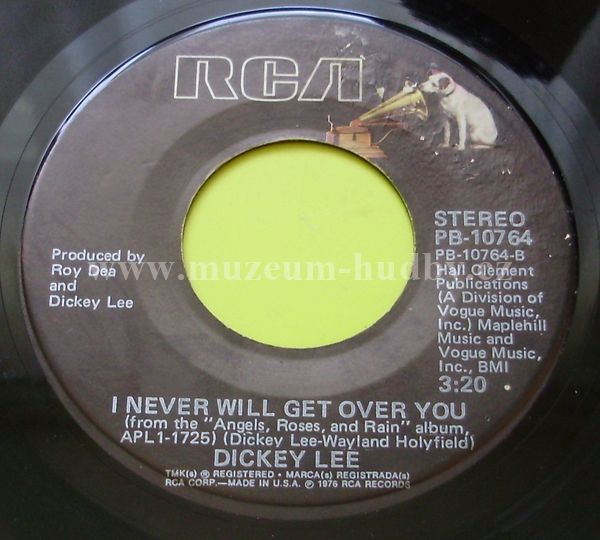 RCA
STEREO
PB-10764
PB-10764-B
Hall Clement
Publications
(A Division of
Vogue Music,
Inc.) Maplehill
Music and
Vogue Music,
Inc., BMI
3:20
Produced by
Roy Dea
and
Dickey Lee
www.muzeum-hudby.cz
I NEVER WILL GET OVER YOU
(from the "Angels, Roses, and Rain" album,
APL1-1725) (Dickey Lee-Wayland Holyfield)
DICKEY LEE
TMK(s) ® REGISTERED • MARCA(s) REGISTRADA(s)
RCA CORP.—MADE IN U.S.A. ℗ 1976 RCA RECORDS